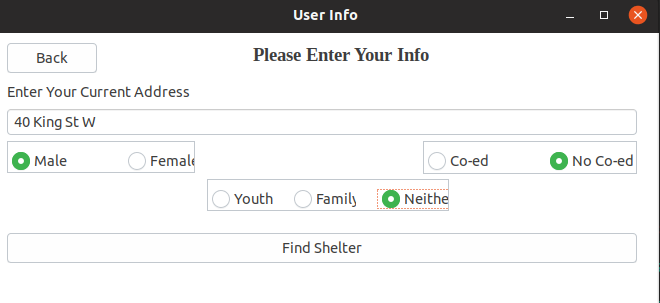 User Info
Back
Please Enter Your Info
Enter Your Current Address
40 King St W
Male Female Co-ed No Co-ed
Youth Family Neithe
Find Shelter